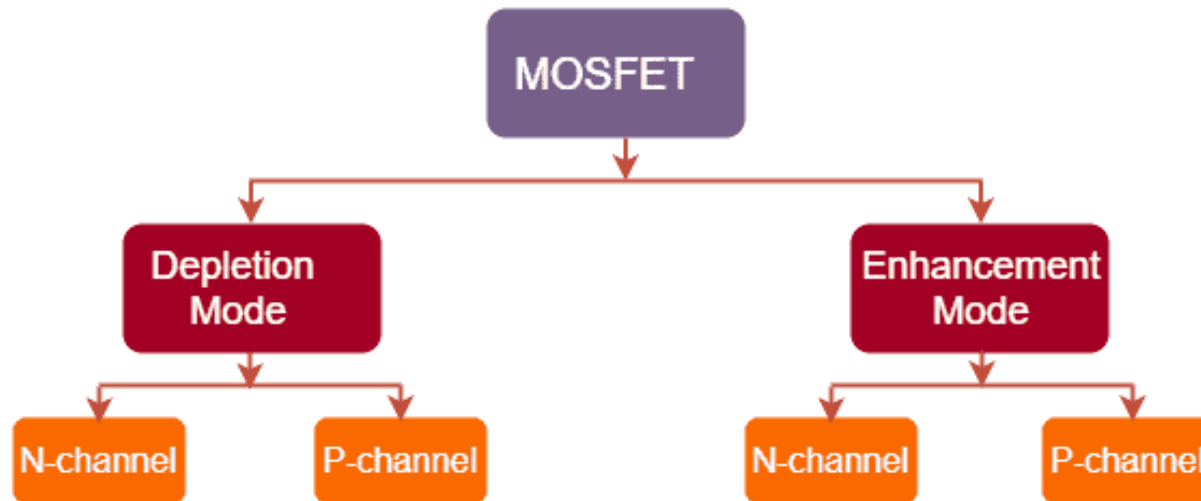 MOSFET
Depletion
Mode
Enhancement
Mode
N-channel
P-channel
N-channel
P-channel